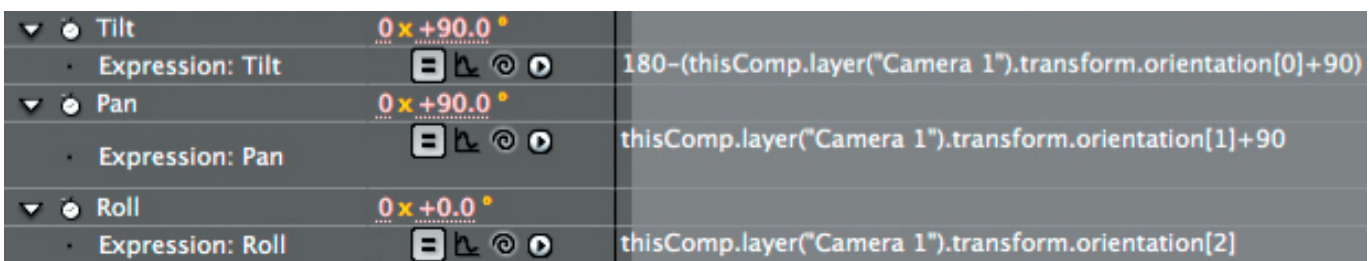 Tilt 0 x +90.0 °
Expression: Tilt 180-(thisComp.layer("Camera 1").transform.orientation[0]+90)
Pan 0 x +90.0 °
Expression: Pan thisComp.layer("Camera 1").transform.orientation[1]+90
Roll 0 x +0.0 °
Expression: Roll thisComp.layer("Camera 1").transform.orientation[2]